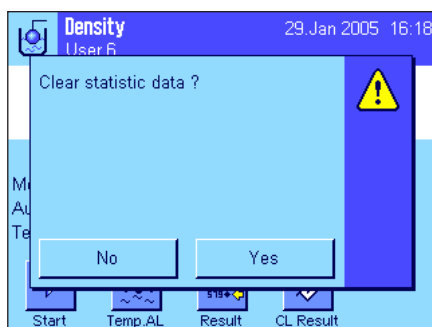 Density 29.Jan 2005 16:18
User 6
Clear statistic data ?
No Yes
Start Temp.AL Result CL Result